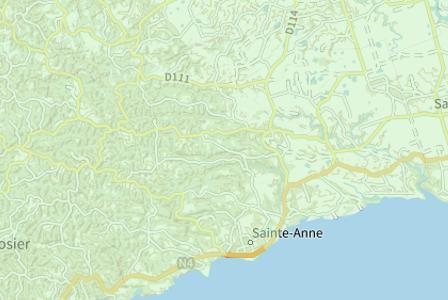 D114
D111
Sa
Sainte-Anne
osier
N4